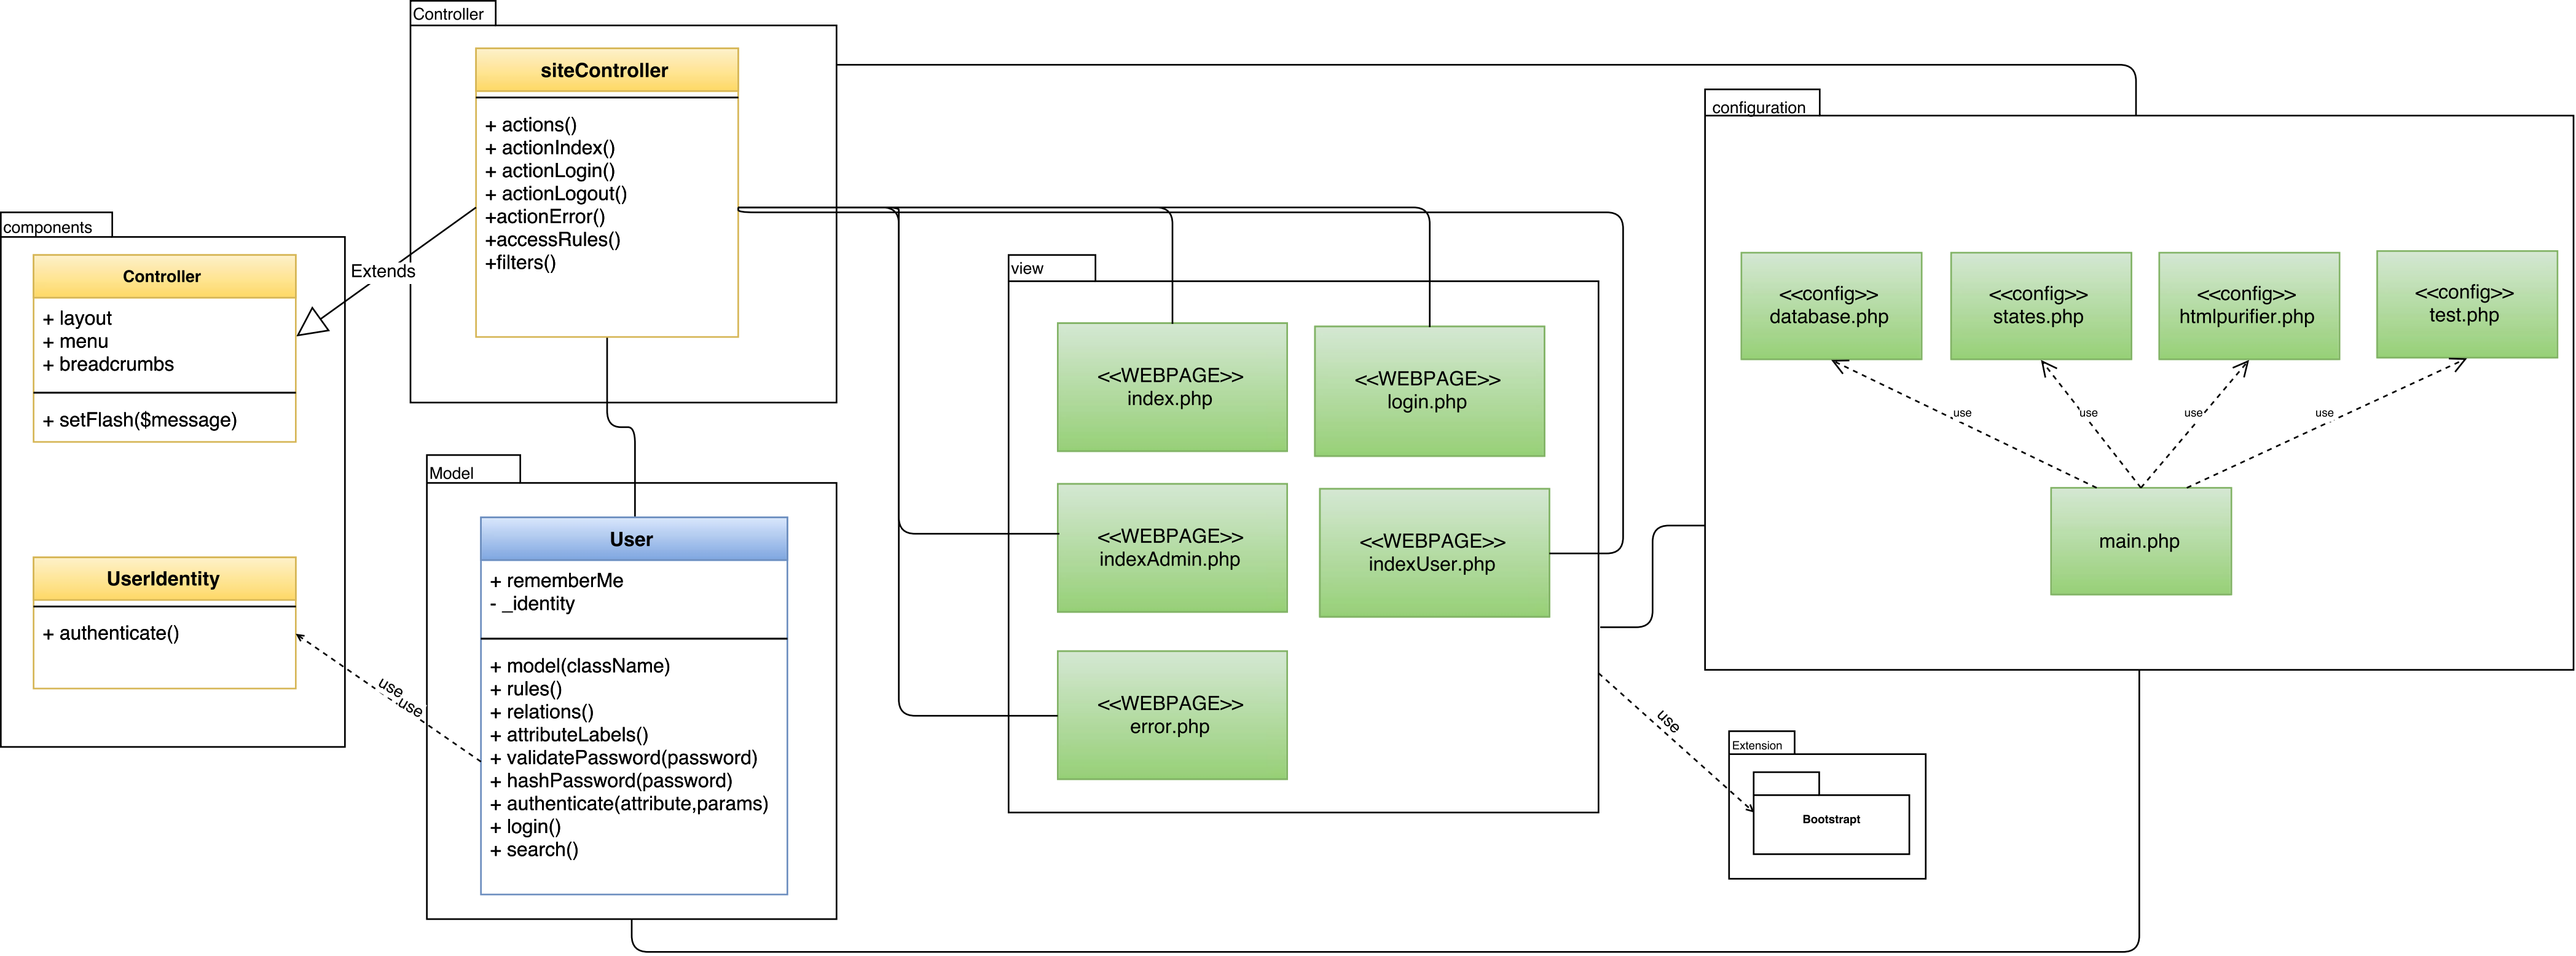 Controller
siteController
+ actions()
+ actionIndex()
+ actionLogin()
+ actionLogout()
+actionError()
+accessRules()
+filters()
components
Controller
+ layout
+ menu
+ breadcrumbs
+ setFlash($message)
Extends
UserIdentity
+ authenticate()
use
use
Model
User
+ rememberMe
- _identity
+ model(className)
+ rules()
+ relations()
+ attributeLabels()
+ validatePassword(password)
+ hashPassword(password)
+ authenticate(attribute,params)
+ login()
+ search()
view
<<WEBPAGE>>
index.php
<<WEBPAGE>>
login.php
<<WEBPAGE>>
indexAdmin.php
<<WEBPAGE>>
indexUser.php
<<WEBPAGE>>
error.php
configuration
<<config>>
database.php
<<config>>
states.php
<<config>>
htmlpurifier.php
<<config>>
test.php
use
use
use
use
main.php
use
Extension
Bootstrapt